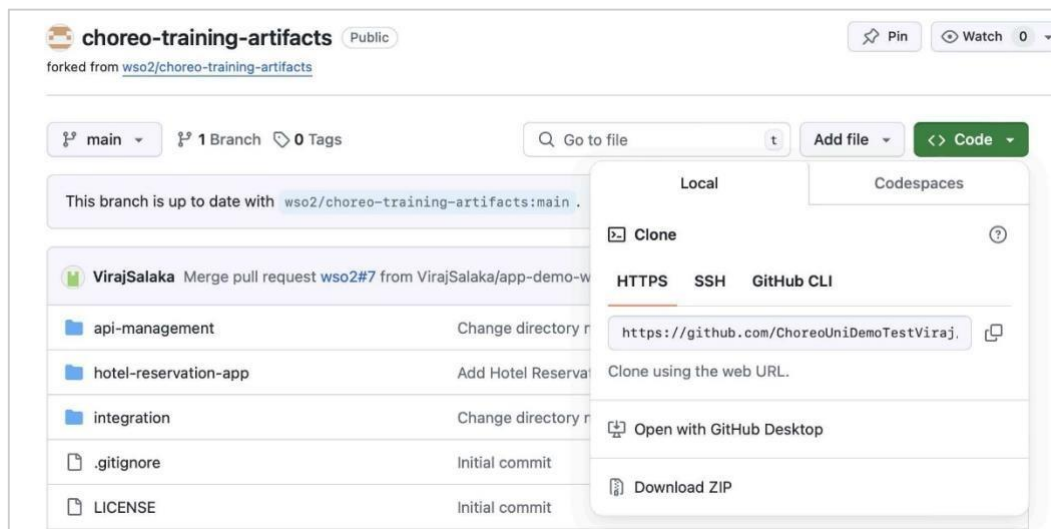 choreo-training-artifacts Public
Pin
Watch 0
forked from wso2/choreo-training-artifacts
main
1 Branch
0 Tags
Go to file
t
Add file
<> Code
This branch is up to date with wso2/choreo-training-artifacts:main .
Local
Codespaces
Clone
?
HTTPS
SSH
GitHub CLI
https://github.com/ChoreoUniDemoTestViraj
Clone using the web URL.
Open with GitHub Desktop
Download ZIP
VirajSalaka Merge pull request wso2#7 from VirajSalaka/app-demo-w
api-management
Change directory
hotel-reservation-app
Add Hotel Reserva
integration
Change directory
.gitignore
Initial commit
LICENSE
Initial commit